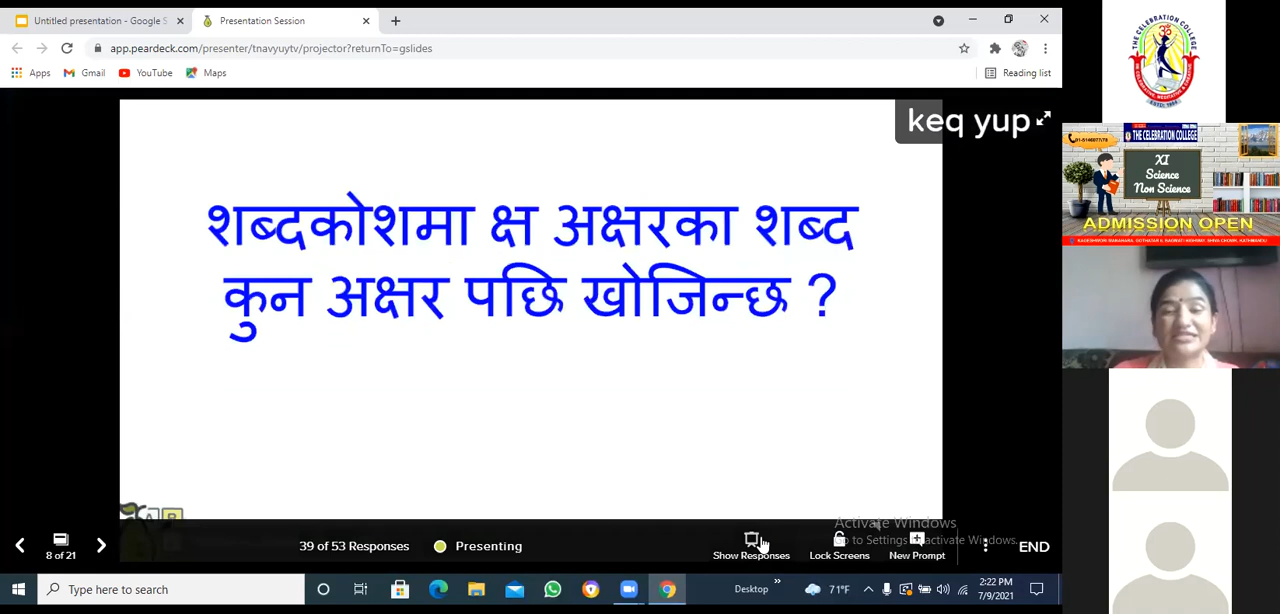 Untitled presentation - Google S
Presentation Session
app.peardeck.com/presenter/tnavyuytv/projector?returnTo=gslides
Apps
Gmail
YouTube
Maps
Reading list
keq yup
शब्दकोशमा क्ष अक्षरका शब्द
कुन अक्षर पछि खोजिन्छ ?
8 of 21
39 of 53 Responses
Presenting
Show Responses
Lock Screens
New Prompt
END
Activate Windows
Go to Settings to activate Windows.
Type here to search
Desktop
71°F
2:22 PM
7/9/2021
THE CELEBRATION COLLEGE
THE CELEBRATION COLLEGE
XI
Science
Non Science
ADMISSION OPEN